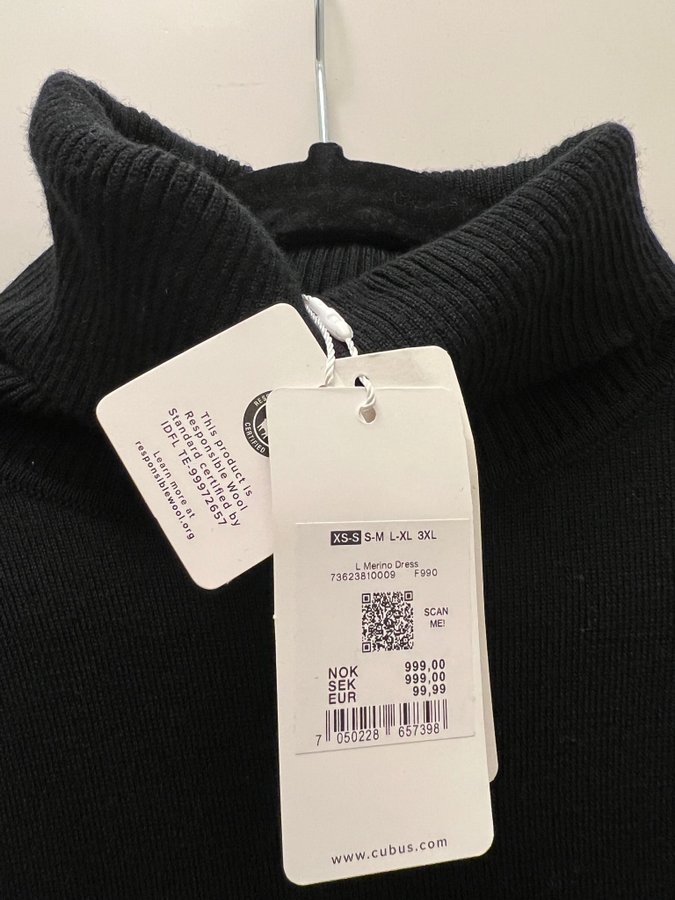 RES
CERTIFIED
This product is
Responsible Wool
Standard certified by
IDFL TE-99972657
Learn more at
responsiblewool.org
XS-S S-M L-XL 3XL
L Merino Dress
73623810009 F990
SCAN
ME!
NOK 999,00
SEK 999,00
EUR 99,99
7 050228 657398
www.cubus.com